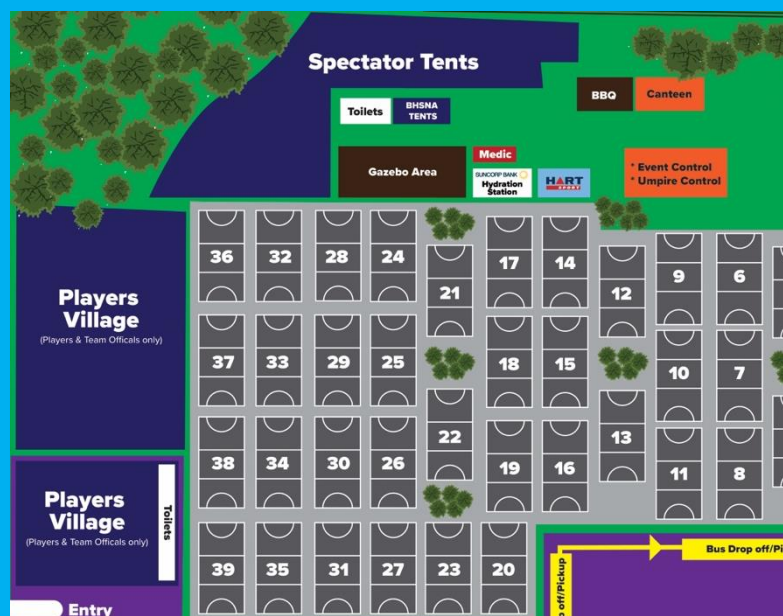 Spectator Tents
Toilets
BHSNA
TENTS
BBQ
Canteen
Gazebo Area
Medic
SUNCORP BANK
Hydration
Station
HART
SPORT
* Event Control
* Umpire Control
36 32 28 24
21
17 14
12
9 6
Players
Village
(Players & Team Officals only)
37 33 29 25
18 15
10 7
22
13
38 34 30 26
19 16
11 8
Players
Village
(Players & Team Officals only)
Toilets
39 35 31 27 23 20
Bus Drop off/Pi
off/Pickup
Entry